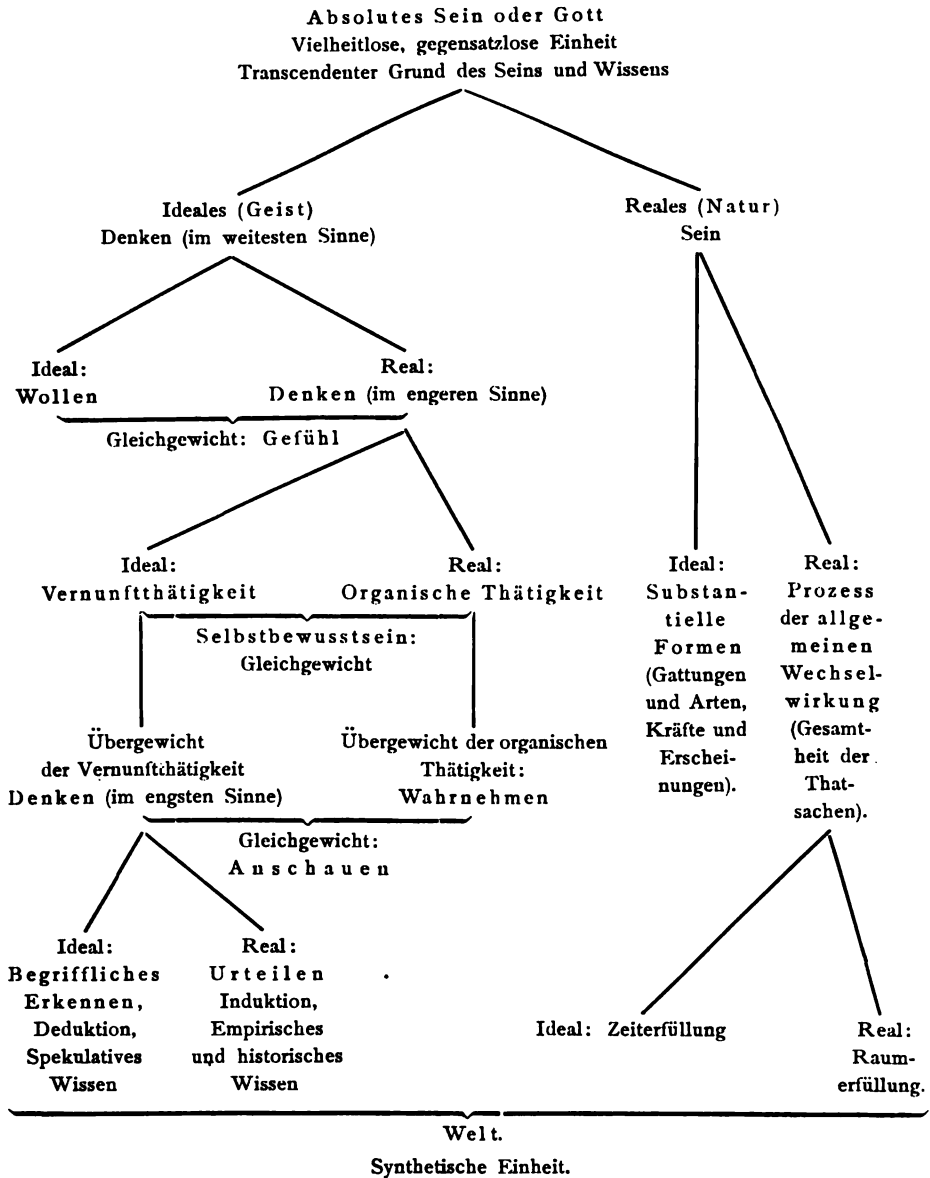 Absolutes Sein oder Gott
Vielheitlose, gegensatzlose Einheit
Transcendenter Grund des Seins und Wissens
Ideales (Geist)
Denken (im weitesten Sinne)
Reales (Natur)
Sein
Ideal:
Wollen
Real:
Denken (im engeren Sinne)
Gleichgewicht: Gefühl
Ideal:
Vernunftthätigkeit
Real:
Organische Thätigkeit
Selbstbewusstsein:
Gleichgewicht
Ideal:
Substan-
tielle
Formen
(Gattungen
und Arten,
Kräfte und
Erschei-
nungen).
Real:
Prozess
der allge-
meinen
Wechsel-
wirkung
(Gesamt-
heit der
That-
sachen).
Übergewicht
der Vernunftthätigkeit
Denken (im engsten Sinne)
Übergewicht der organischen
Thätigkeit:
Wahrnehmen
Gleichgewicht:
Anschauen
Ideal:
Begriffliches
Erkennen,
Deduktion,
Spekulatives
Wissen
Real:
Urteilen
Induktion,
Empirisches
und historisches
Wissen
Ideal: Zeiterfüllung
Real:
Raum-
erfüllung.
Welt.
Synthetische Einheit.